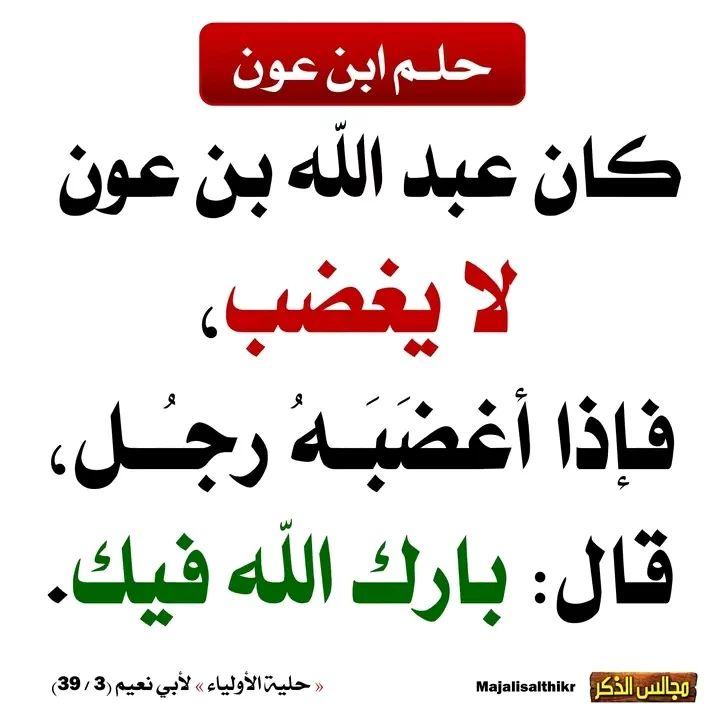 حلم ابن عون
كان عبد الله بن عون
لا يغضب،
فإذا أغضَبَهُ رجُل،
قال: بارك الله فيك.
« حلية الأولياء » لأبي نعيم (3 / 39)
Majalisalthikr
مجالس الذكر